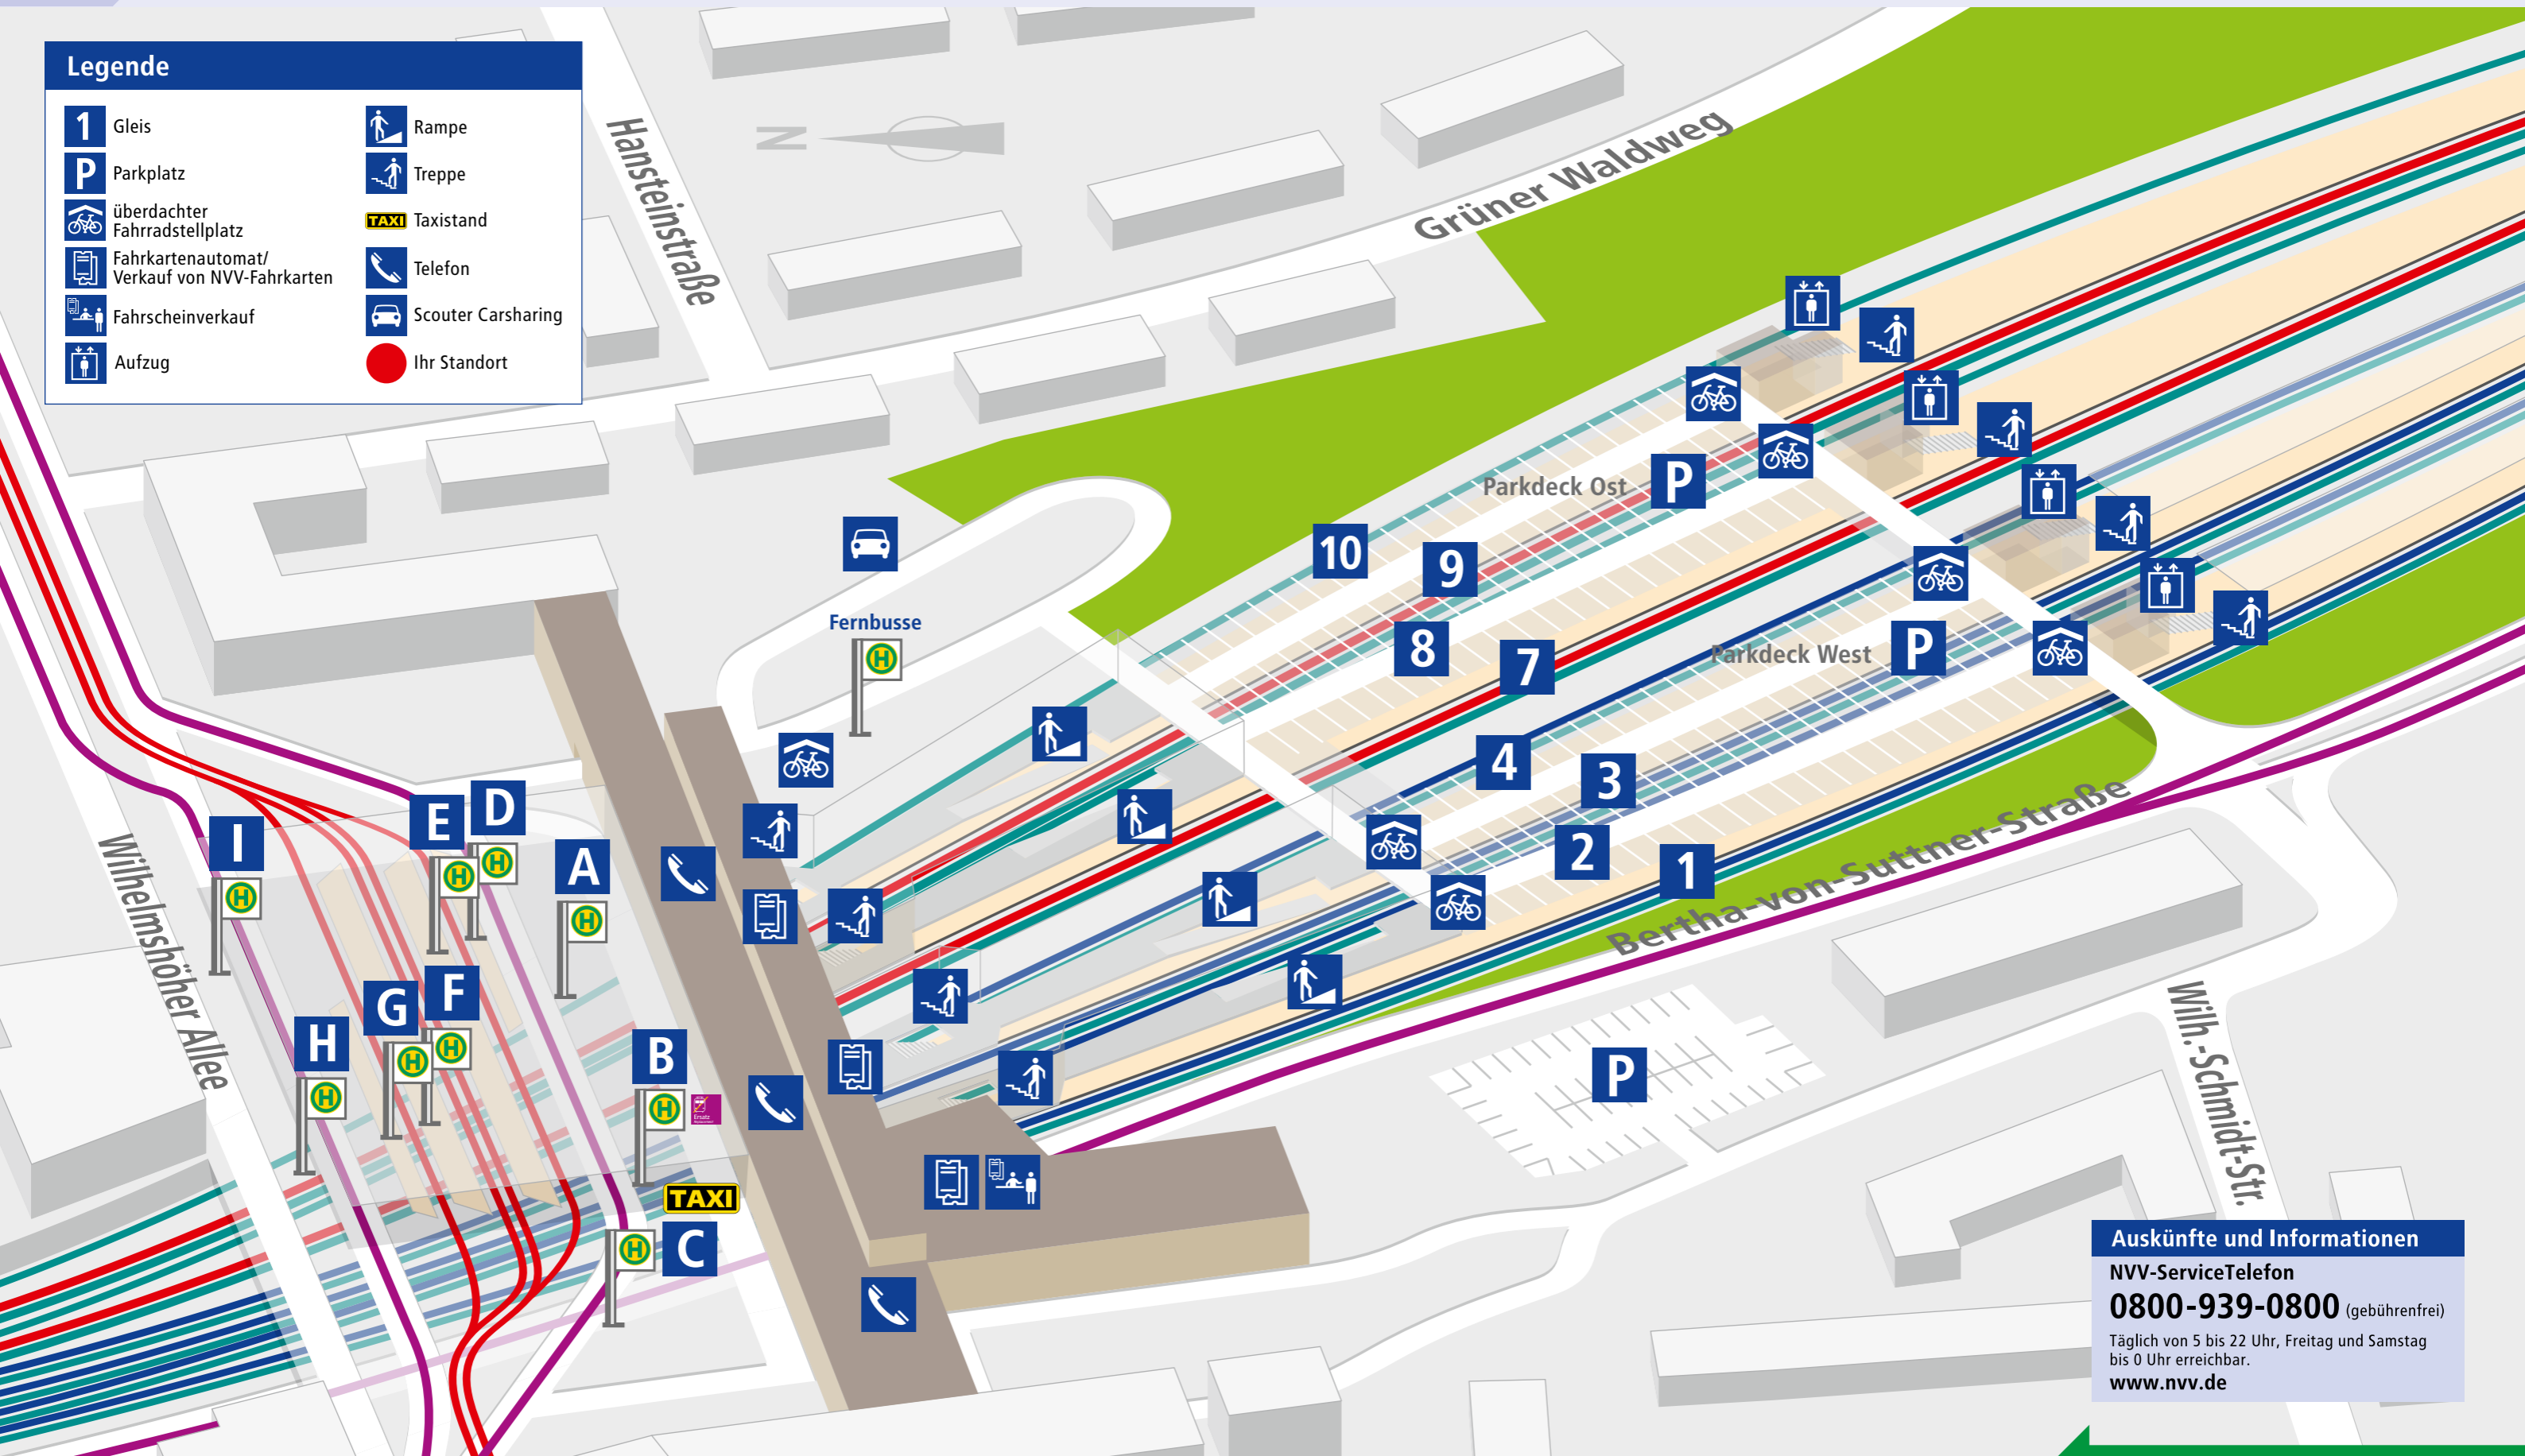 Legende
1 Gleis
P Parkplatz
überdachter
Fahrradstellplatz
Fahrkartenautomat/
Verkauf von NVV-Fahrkarten
Fahrscheinverkauf
Aufzug
Rampe
Treppe
TAXI Taxistand
Telefon
Scouter Carsharing
Ihr Standort
N
Hansteinstraße
Grüner Waldweg
Parkdeck Ost P
10
9
8
7
Parkdeck West P
4
3
2
1
Fernbusse
H
Bertha-von-Suttner-Straße
Wilhelmshöher Allee
I
H
E
H
D
H
A
H
G
H
F
H
H
H
B
H
Ersatz
TAXI
C
H
P
Wilh.-Schmidt-Str.
Auskünfte und Informationen
NVV-ServiceTelefon
0800-939-0800 (gebührenfrei)
Täglich von 5 bis 22 Uhr, Freitag und Samstag
bis 0 Uhr erreichbar.
www.nvv.de